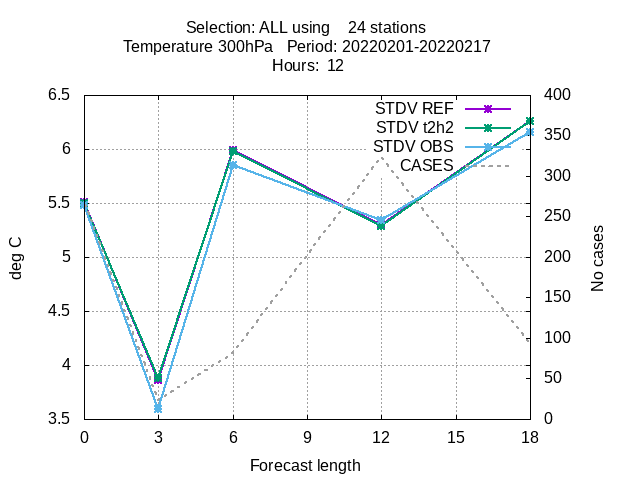 Selection: ALL using    24 stations
Temperature 300hPa   Period: 20220201-20220217
Hours:  12
6.5
6
5.5
5
4.5
4
3.5
deg C
STDV REF
STDV t2h2
STDV OBS
CASES
400
350
300
250
200
150
100
50
0
No cases
0 3 6 9 12 15 18
Forecast length